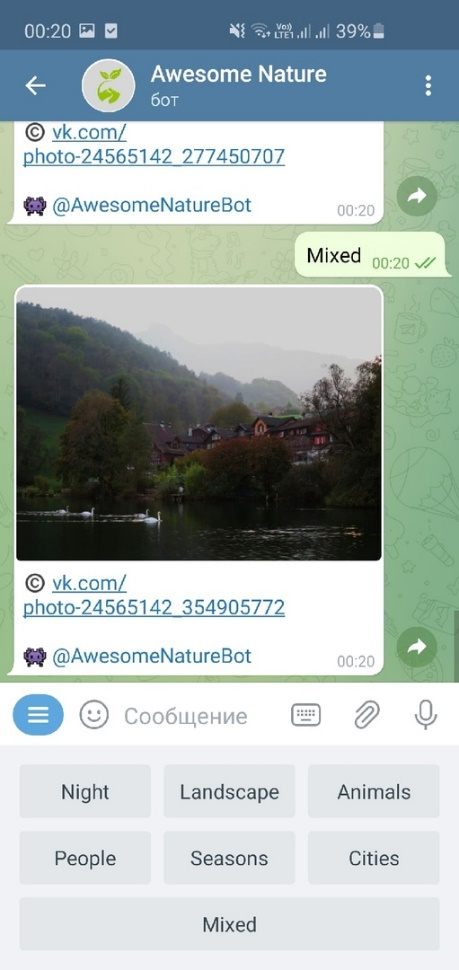 00:20
Vo))
LTE1
39%
Awesome Nature
бот
© vk.com/
photo-24565142_277450707
@AwesomeNatureBot
00:20
Mixed 00:20
© vk.com/
photo-24565142_354905772
@AwesomeNatureBot
00:20
Сообщение
Night Landscape Animals
People Seasons Cities
Mixed